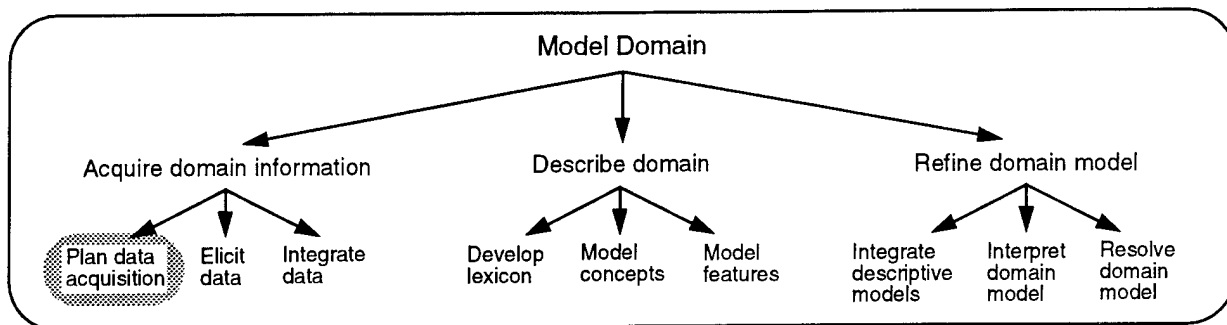 Model Domain
Acquire domain information
Describe domain
Refine domain model
Plan data
acquisition
Elicit
data
Integrate
data
Develop
lexicon
Model
concepts
Model
features
Integrate
descriptive
models
Interpret
domain
model
Resolve
domain
model